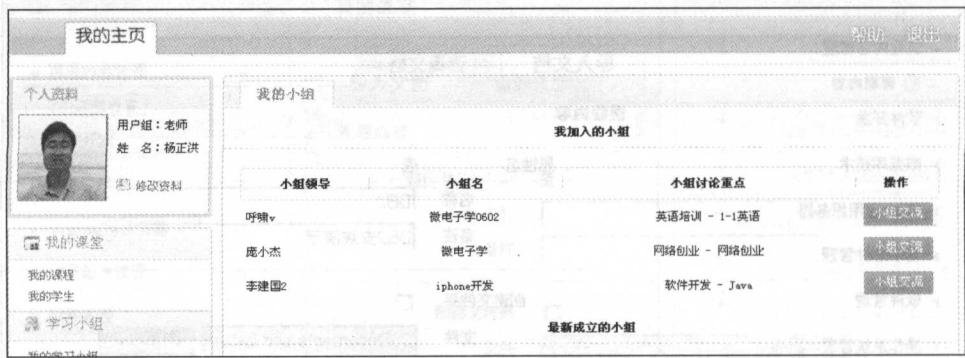 我的主页
帮助 退出
个人资料
用户组：老师
姓 名：杨正洪
修改资料
我的课堂
我的课程
我的学生
学习小组
我的学习小组
我的小组
我加入的小组
小组领导 小组名 小组讨论重点 操作
呼啸v 微电子学0602 英语培训 - 1-1英语 小组交流
庞小杰 微电子学 网络创业 - 网络创业 小组交流
李建国2 iphone开发 软件开发 - Java 小组交流
最新成立的小组